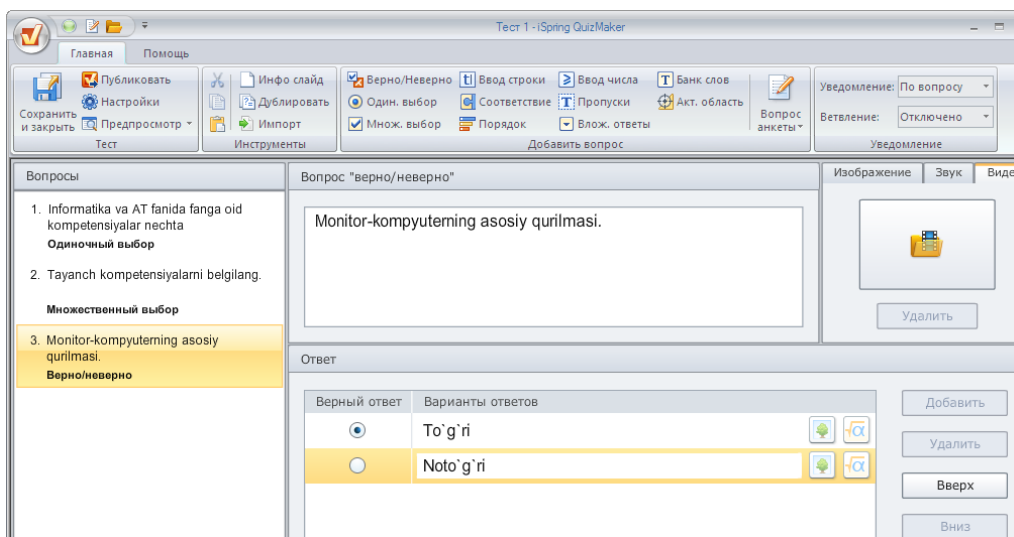 Тест 1 - iSpring QuizMaker
Главная Помощь
Сохранить и закрыть
Публиковать
Настройки
Предпросмотр
Тест
Инфо слайд
Дублировать
Импорт
Инструменты
Верно/Неверно Ввод строки Ввод числа Банк слов
Один. выбор Соответствие Пропуски Акт. область
Множ. выбор Порядок Влож. ответы
Вопрос анкеты
Добавить вопрос
Уведомление: По вопросу
Ветвление: Отключено
Уведомление
Вопросы
1. Informatika va AT fanida fanga oid
kompetensiyalar nechta
Одиночный выбор
2. Tayanch kompetensiyalarni belgilang.
Множественный выбор
3. Monitor-kompyuterning asosiy
qurilmasi.
Верно/неверно
Вопрос "верно/неверно"
Monitor-kompyuterning asosiy qurilmasi.
Изображение Звук Виде
Удалить
Ответ
Верный ответ Варианты ответов
To`g`ri
Noto`g`ri
Добавить
Удалить
Вверх
Вниз